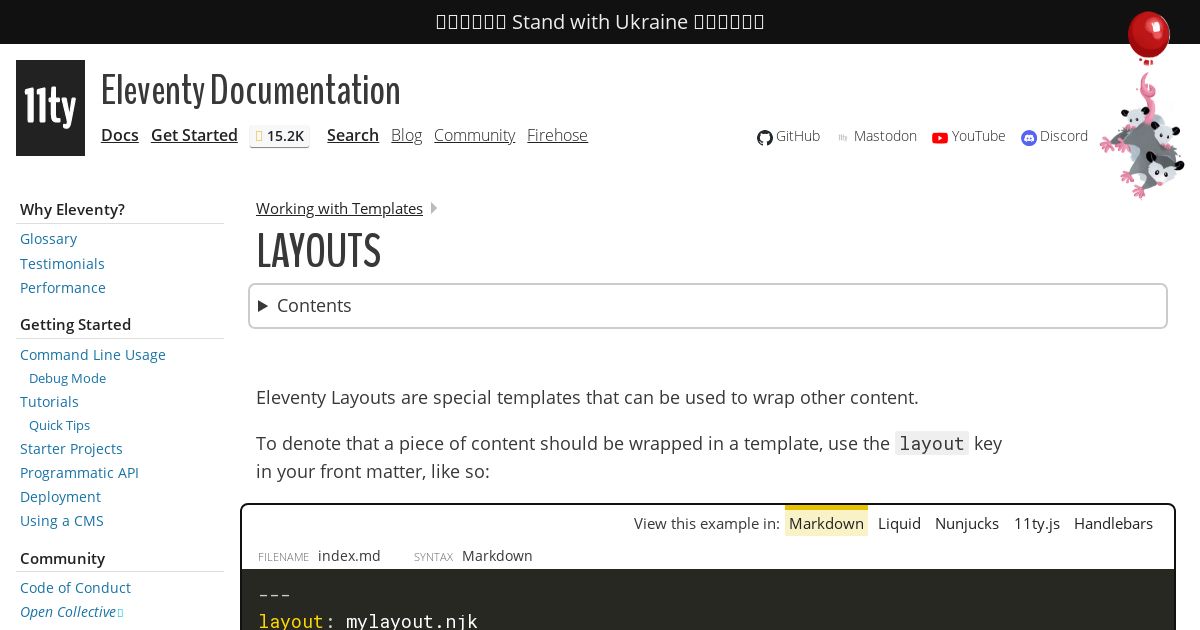 Stand with Ukraine
11ty
Eleventy Documentation
Docs Get Started 15.2K Search Blog Community Firehose
GitHub Mastodon YouTube Discord
Why Eleventy?
Glossary
Testimonials
Performance
Getting Started
Command Line Usage
Debug Mode
Tutorials
Quick Tips
Starter Projects
Programmatic API
Deployment
Using a CMS
Community
Code of Conduct
Open Collective
Working with Templates
LAYOUTS
Contents
Eleventy Layouts are special templates that can be used to wrap other content.
To denote that a piece of content should be wrapped in a template, use the layout key
in your front matter, like so:
View this example in: Markdown Liquid Nunjucks 11ty.js Handlebars
FILENAME index.md SYNTAX Markdown
---
layout: mylayout.njk